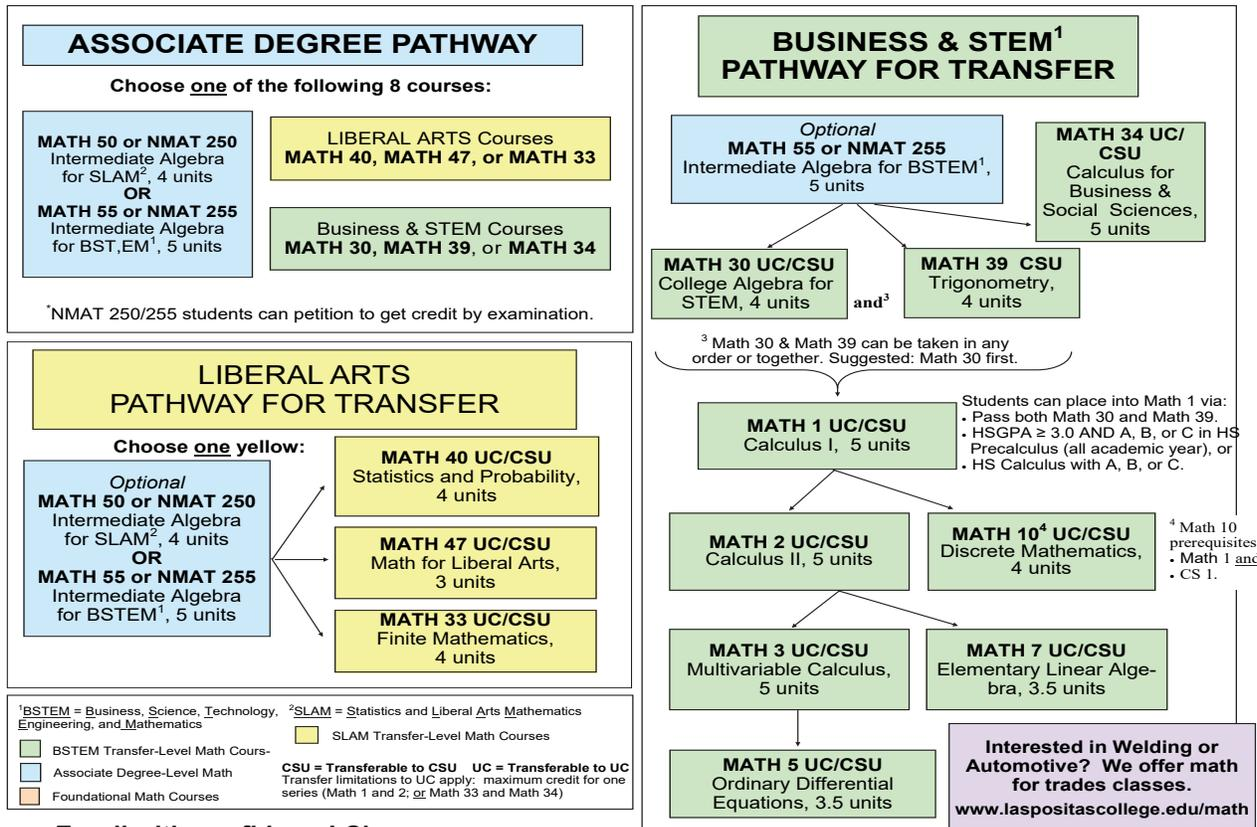 ASSOCIATE DEGREE PATHWAY
Choose one of the following 8 courses:
MATH 50 or NMAT 250
Intermediate Algebra
for SLAM², 4 units
OR
MATH 55 or NMAT 255
Intermediate Algebra
for BST,EM¹, 5 units
LIBERAL ARTS Courses
MATH 40, MATH 47, or MATH 33
Business & STEM Courses
MATH 30, MATH 39, or MATH 34
*NMAT 250/255 students can petition to get credit by examination.
LIBERAL ARTS
PATHWAY FOR TRANSFER
Choose one yellow:
Optional
MATH 50 or NMAT 250
Intermediate Algebra
for SLAM², 4 units
OR
MATH 55 or NMAT 255
Intermediate Algebra
for BSTEM¹, 5 units
MATH 40 UC/CSU
Statistics and Probability,
4 units
MATH 47 UC/CSU
Math for Liberal Arts,
3 units
MATH 33 UC/CSU
Finite Mathematics,
4 units
¹BSTEM = Business, Science, Technology,
Engineering, and Mathematics
²SLAM = Statistics and Liberal Arts Mathematics
SLAM Transfer-Level Math Courses
BSTEM Transfer-Level Math Cours-
Associate Degree-Level Math
Foundational Math Courses
CSU = Transferable to CSU UC = Transferable to UC
Transfer limitations to UC apply: maximum credit for one
series (Math 1 and 2; or Math 33 and Math 34)
BUSINESS & STEM¹
PATHWAY FOR TRANSFER
Optional
MATH 55 or NMAT 255
Intermediate Algebra for BSTEM¹,
5 units
MATH 34 UC/
CSU
Calculus for
Business &
Social Sciences,
5 units
MATH 30 UC/CSU
College Algebra for
STEM, 4 units
and³
MATH 39 CSU
Trigonometry,
4 units
³ Math 30 & Math 39 can be taken in any
order or together. Suggested: Math 30 first.
MATH 1 UC/CSU
Calculus I, 5 units
Students can place into Math 1 via:
• Pass both Math 30 and Math 39.
• HSGPA ≥ 3.0 AND A, B, or C in HS
Precalculus (all academic year), or
• HS Calculus with A, B, or C.
MATH 2 UC/CSU
Calculus II, 5 units
MATH 10⁴ UC/CSU
Discrete Mathematics,
4 units
⁴ Math 10
prerequisites
• Math 1 and
• CS 1.
MATH 3 UC/CSU
Multivariable Calculus,
5 units
MATH 7 UC/CSU
Elementary Linear Alge-
bra, 3.5 units
MATH 5 UC/CSU
Ordinary Differential
Equations, 3.5 units
Interested in Welding or
Automotive? We offer math
for trades classes.
www.laspositascollege.edu/math